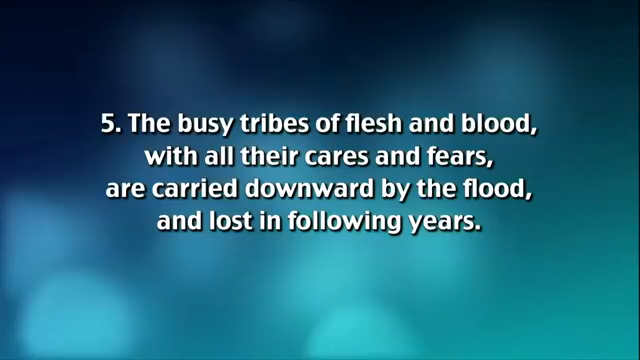 5. The busy tribes of flesh and blood,
with all their cares and fears,
are carried downward by the flood,
and lost in following years.